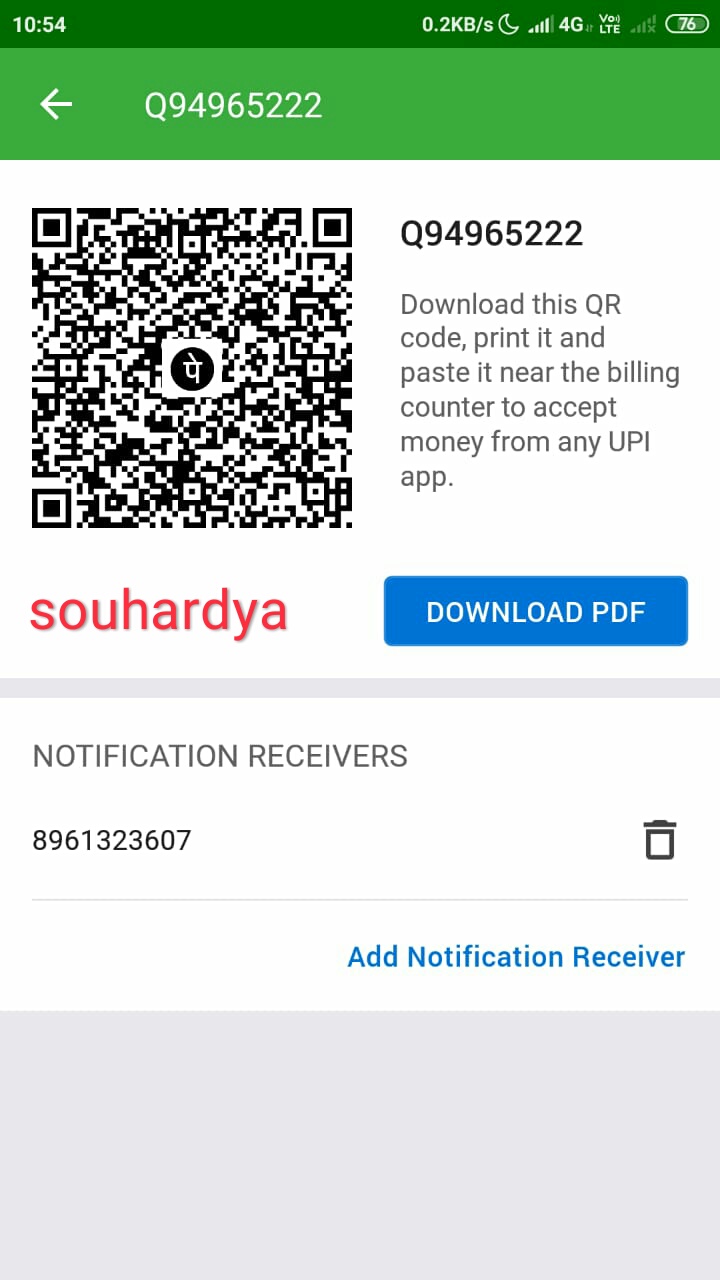 10:54
0.2KB/s 4G Vo) LTE 76
Q94965222
पे
Q94965222
Download this QR
code, print it and
paste it near the billing
counter to accept
money from any UPI
app.
souhardya
DOWNLOAD PDF
NOTIFICATION RECEIVERS
8961323607
Add Notification Receiver